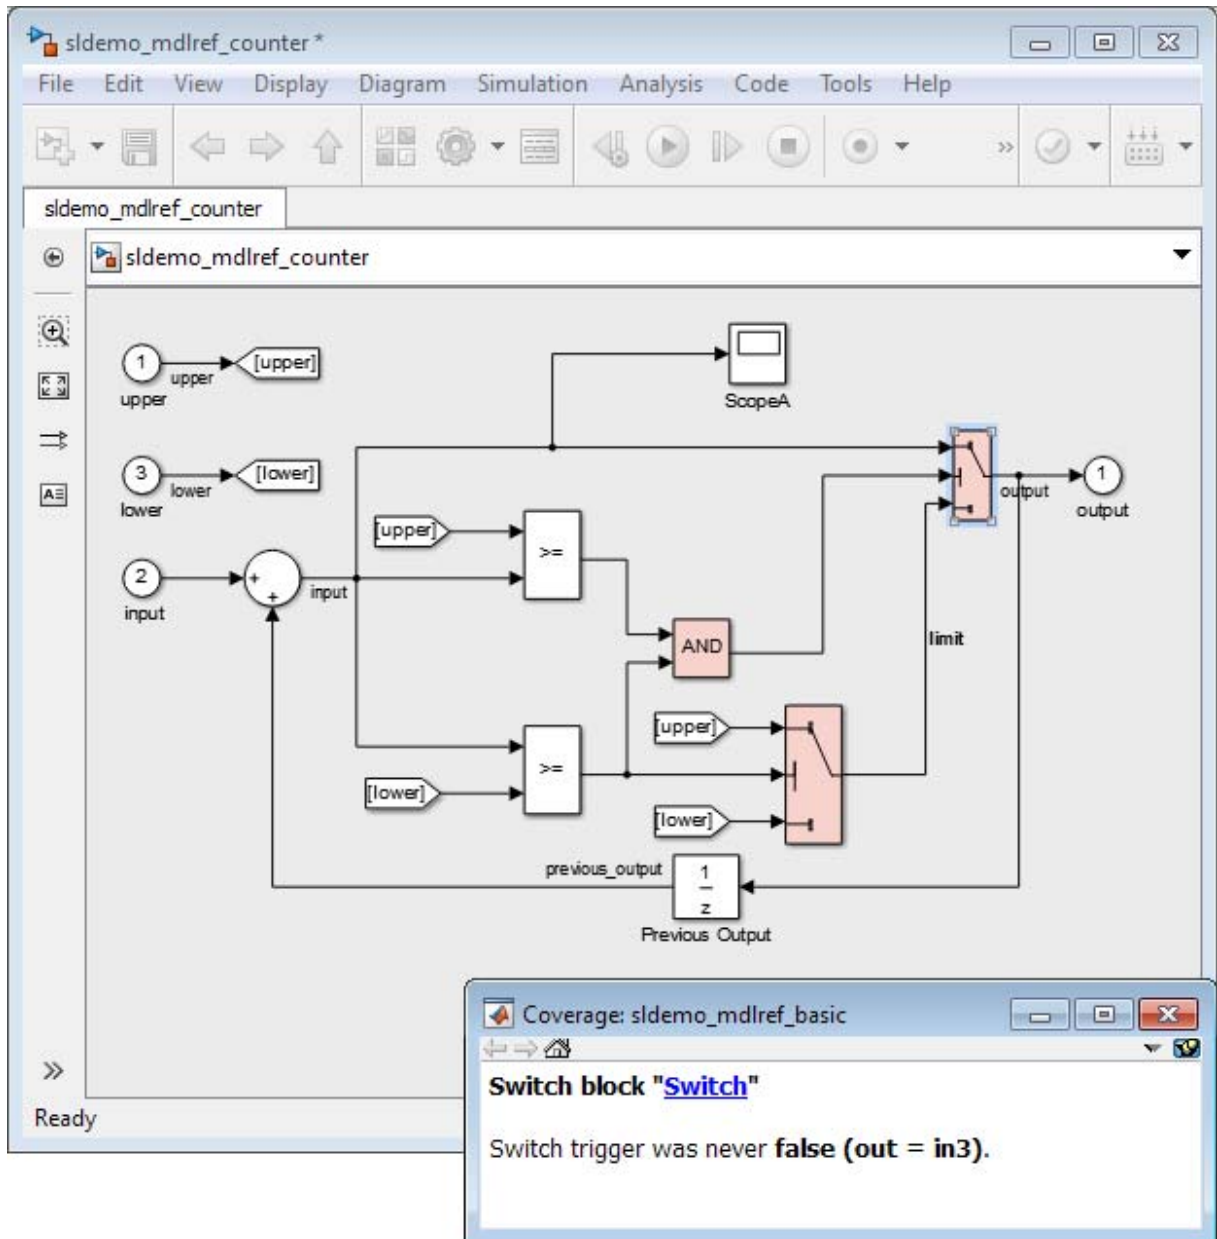 sldemo_mdlref_counter *
File Edit View Display Diagram Simulation Analysis Code Tools Help
sldemo_mdlref_counter
sldemo_mdlref_counter
1
upper
upper
[upper]
ScopeA
3
lower
lower
[lower]
1
output
output
[upper]
>=
2
input
+
+
input
AND
limit
[upper]
>=
[lower]
[lower]
previous_output
1
z
Previous Output
Coverage: sldemo_mdlref_basic
Switch block "Switch"
Ready
Switch trigger was never false (out = in3).